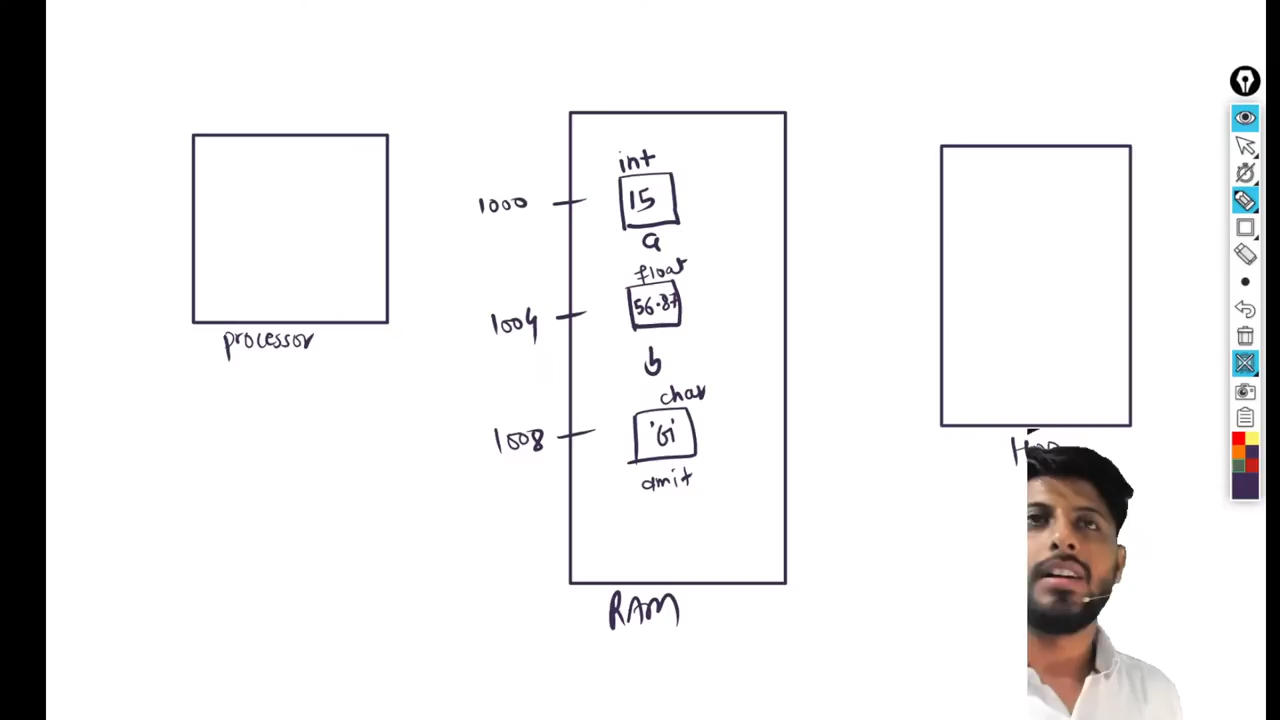 int
15
1000
a
float
56.87
1004
b
char
'G'
1008
amit
processor
RAM